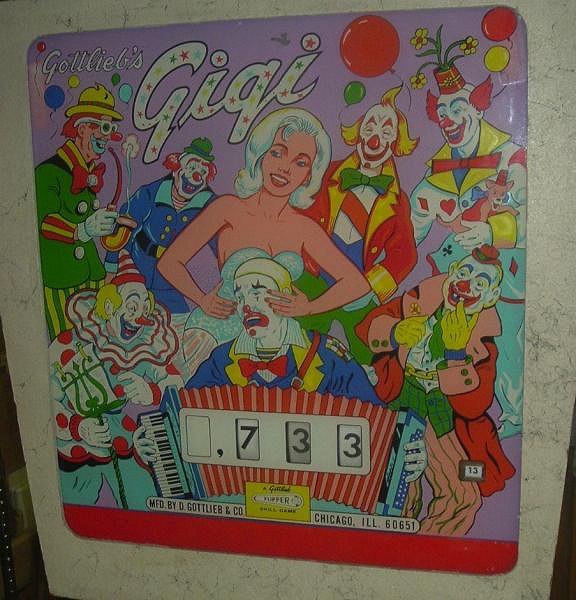 Gottlieb's
Gigi
,733
13
A Gottlieb
FLIPPER
SKILL GAME
MFD. BY D. GOTTLIEB & CO.
CHICAGO, ILL. 60651